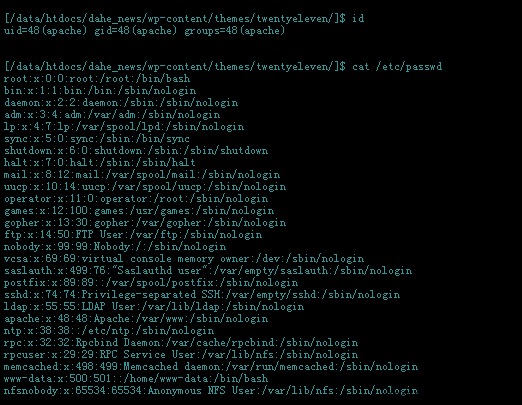 [/data/htdocs/dahe_news/wp-content/themes/twentyeleven/]$ id
uid=48(apache) gid=48(apache) groups=48(apache)
[/data/htdocs/dahe_news/wp-content/themes/twentyeleven/]$ cat /etc/passwd
root:x:0:0:root:/root:/bin/bash
bin:x:1:1:bin:/bin:/sbin/nologin
daemon:x:2:2:daemon:/sbin:/sbin/nologin
adm:x:3:4:adm:/var/adm:/sbin/nologin
lp:x:4:7:lp:/var/spool/lpd:/sbin/nologin
sync:x:5:0:sync:/sbin:/bin/sync
shutdown:x:6:0:shutdown:/sbin:/sbin/shutdown
halt:x:7:0:halt:/sbin:/sbin/halt
mail:x:8:12:mail:/var/spool/mail:/sbin/nologin
uucp:x:10:14:uucp:/var/spool/uucp:/sbin/nologin
operator:x:11:0:operator:/root:/sbin/nologin
games:x:12:100:games:/usr/games:/sbin/nologin
gopher:x:13:30:gopher:/var/gopher:/sbin/nologin
ftp:x:14:50:FTP User:/var/ftp:/sbin/nologin
nobody:x:99:99:Nobody:/:/sbin/nologin
vcsa:x:69:69:virtual console memory owner:/dev:/sbin/nologin
saslauth:x:499:76:"Saslauthd user":/var/empty/saslauth:/sbin/nologin
postfix:x:89:89::/var/spool/postfix:/sbin/nologin
sshd:x:74:74:Privilege-separated SSH:/var/empty/sshd:/sbin/nologin
ldap:x:55:55:LDAP User:/var/lib/ldap:/sbin/nologin
apache:x:48:48:Apache:/var/www:/sbin/nologin
ntp:x:38:38::/etc/ntp:/sbin/nologin
rpc:x:32:32:Rpcbind Daemon:/var/cache/rpcbind:/sbin/nologin
rpcuser:x:29:29:RPC Service User:/var/lib/nfs:/sbin/nologin
memcached:x:498:499:Memcached daemon:/var/run/memcached:/sbin/nologin
www-data:x:500:501::/home/www-data:/bin/bash
nfsnobody:x:65534:65534:Anonymous NFS User:/var/lib/nfs:/sbin/nologin